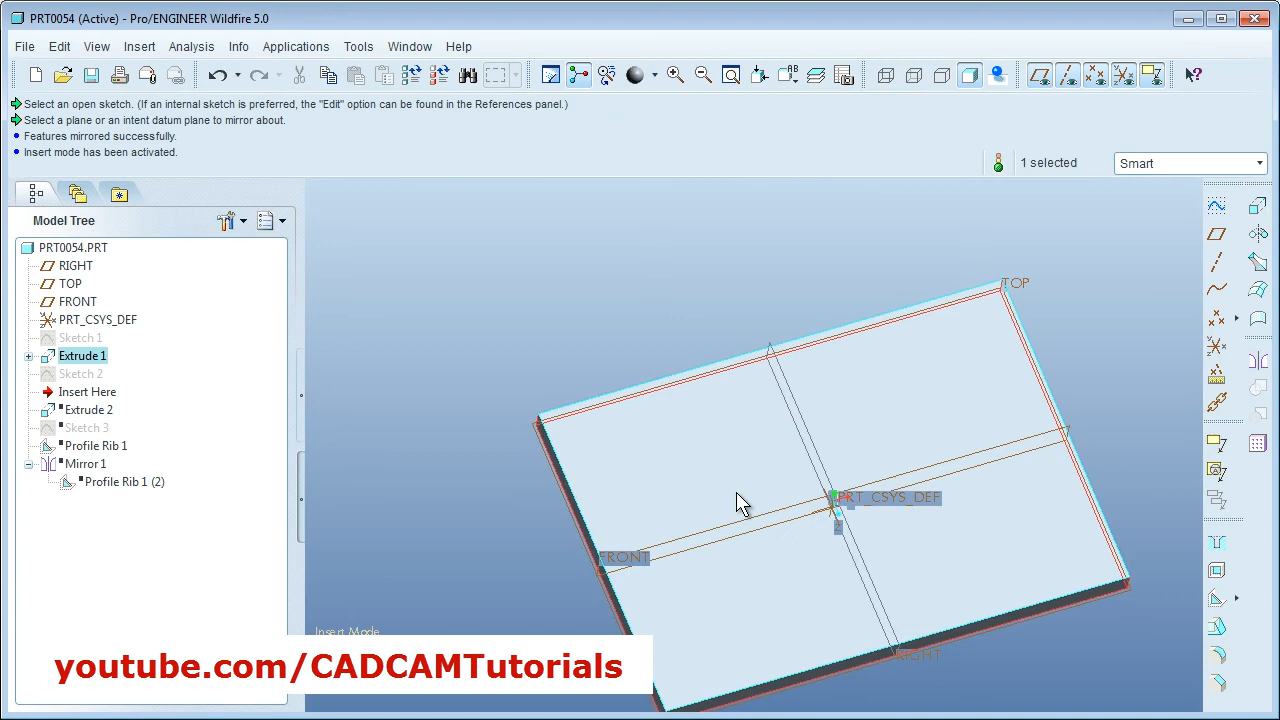 PRT0054 (Active) - Pro/ENGINEER Wildfire 5.0
File Edit View Insert Analysis Info Applications Tools Window Help
Select an open sketch. (If an internal sketch is preferred, the "Edit" option can be found in the References panel.)
Select a plane or an intent datum plane to mirror about.
Features mirrored successfully.
Insert mode has been activated.
1 selected
Smart
Model Tree
PRT0054.PRT
RIGHT
TOP
FRONT
PRT_CSYS_DEF
Sketch 1
Extrude 1
Sketch 2
Insert Here
Extrude 2
Sketch 3
Profile Rib 1
Mirror 1
Profile Rib 1 (2)
TOP
PRT_CSYS_DEF
FRONT
RIGHT
Insert Mode
youtube.com/CADCAMTutorials